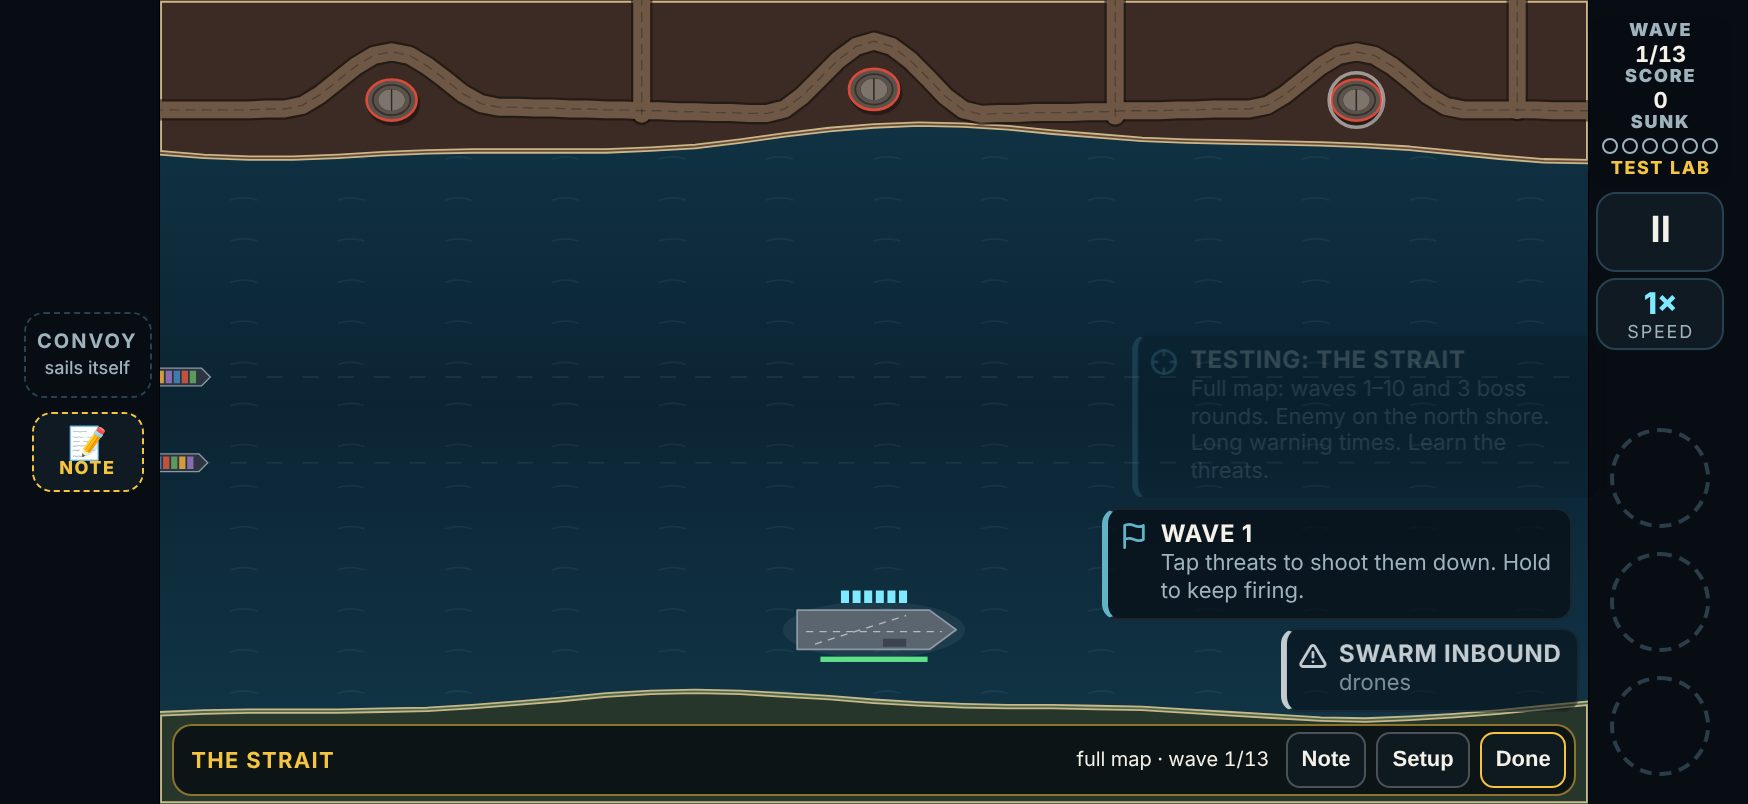 WAVE
1/13
SCORE
0
SUNK
TEST LAB
1×
SPEED
CONVOY
sails itself
NOTE
TESTING: THE STRAIT
Full map: waves 1–10 and 3 boss
rounds. Enemy on the north shore.
Long warning times. Learn the
threats.
WAVE 1
Tap threats to shoot them down. Hold
to keep firing.
SWARM INBOUND
drones
THE STRAIT
full map · wave 1/13
Note
Setup
Done